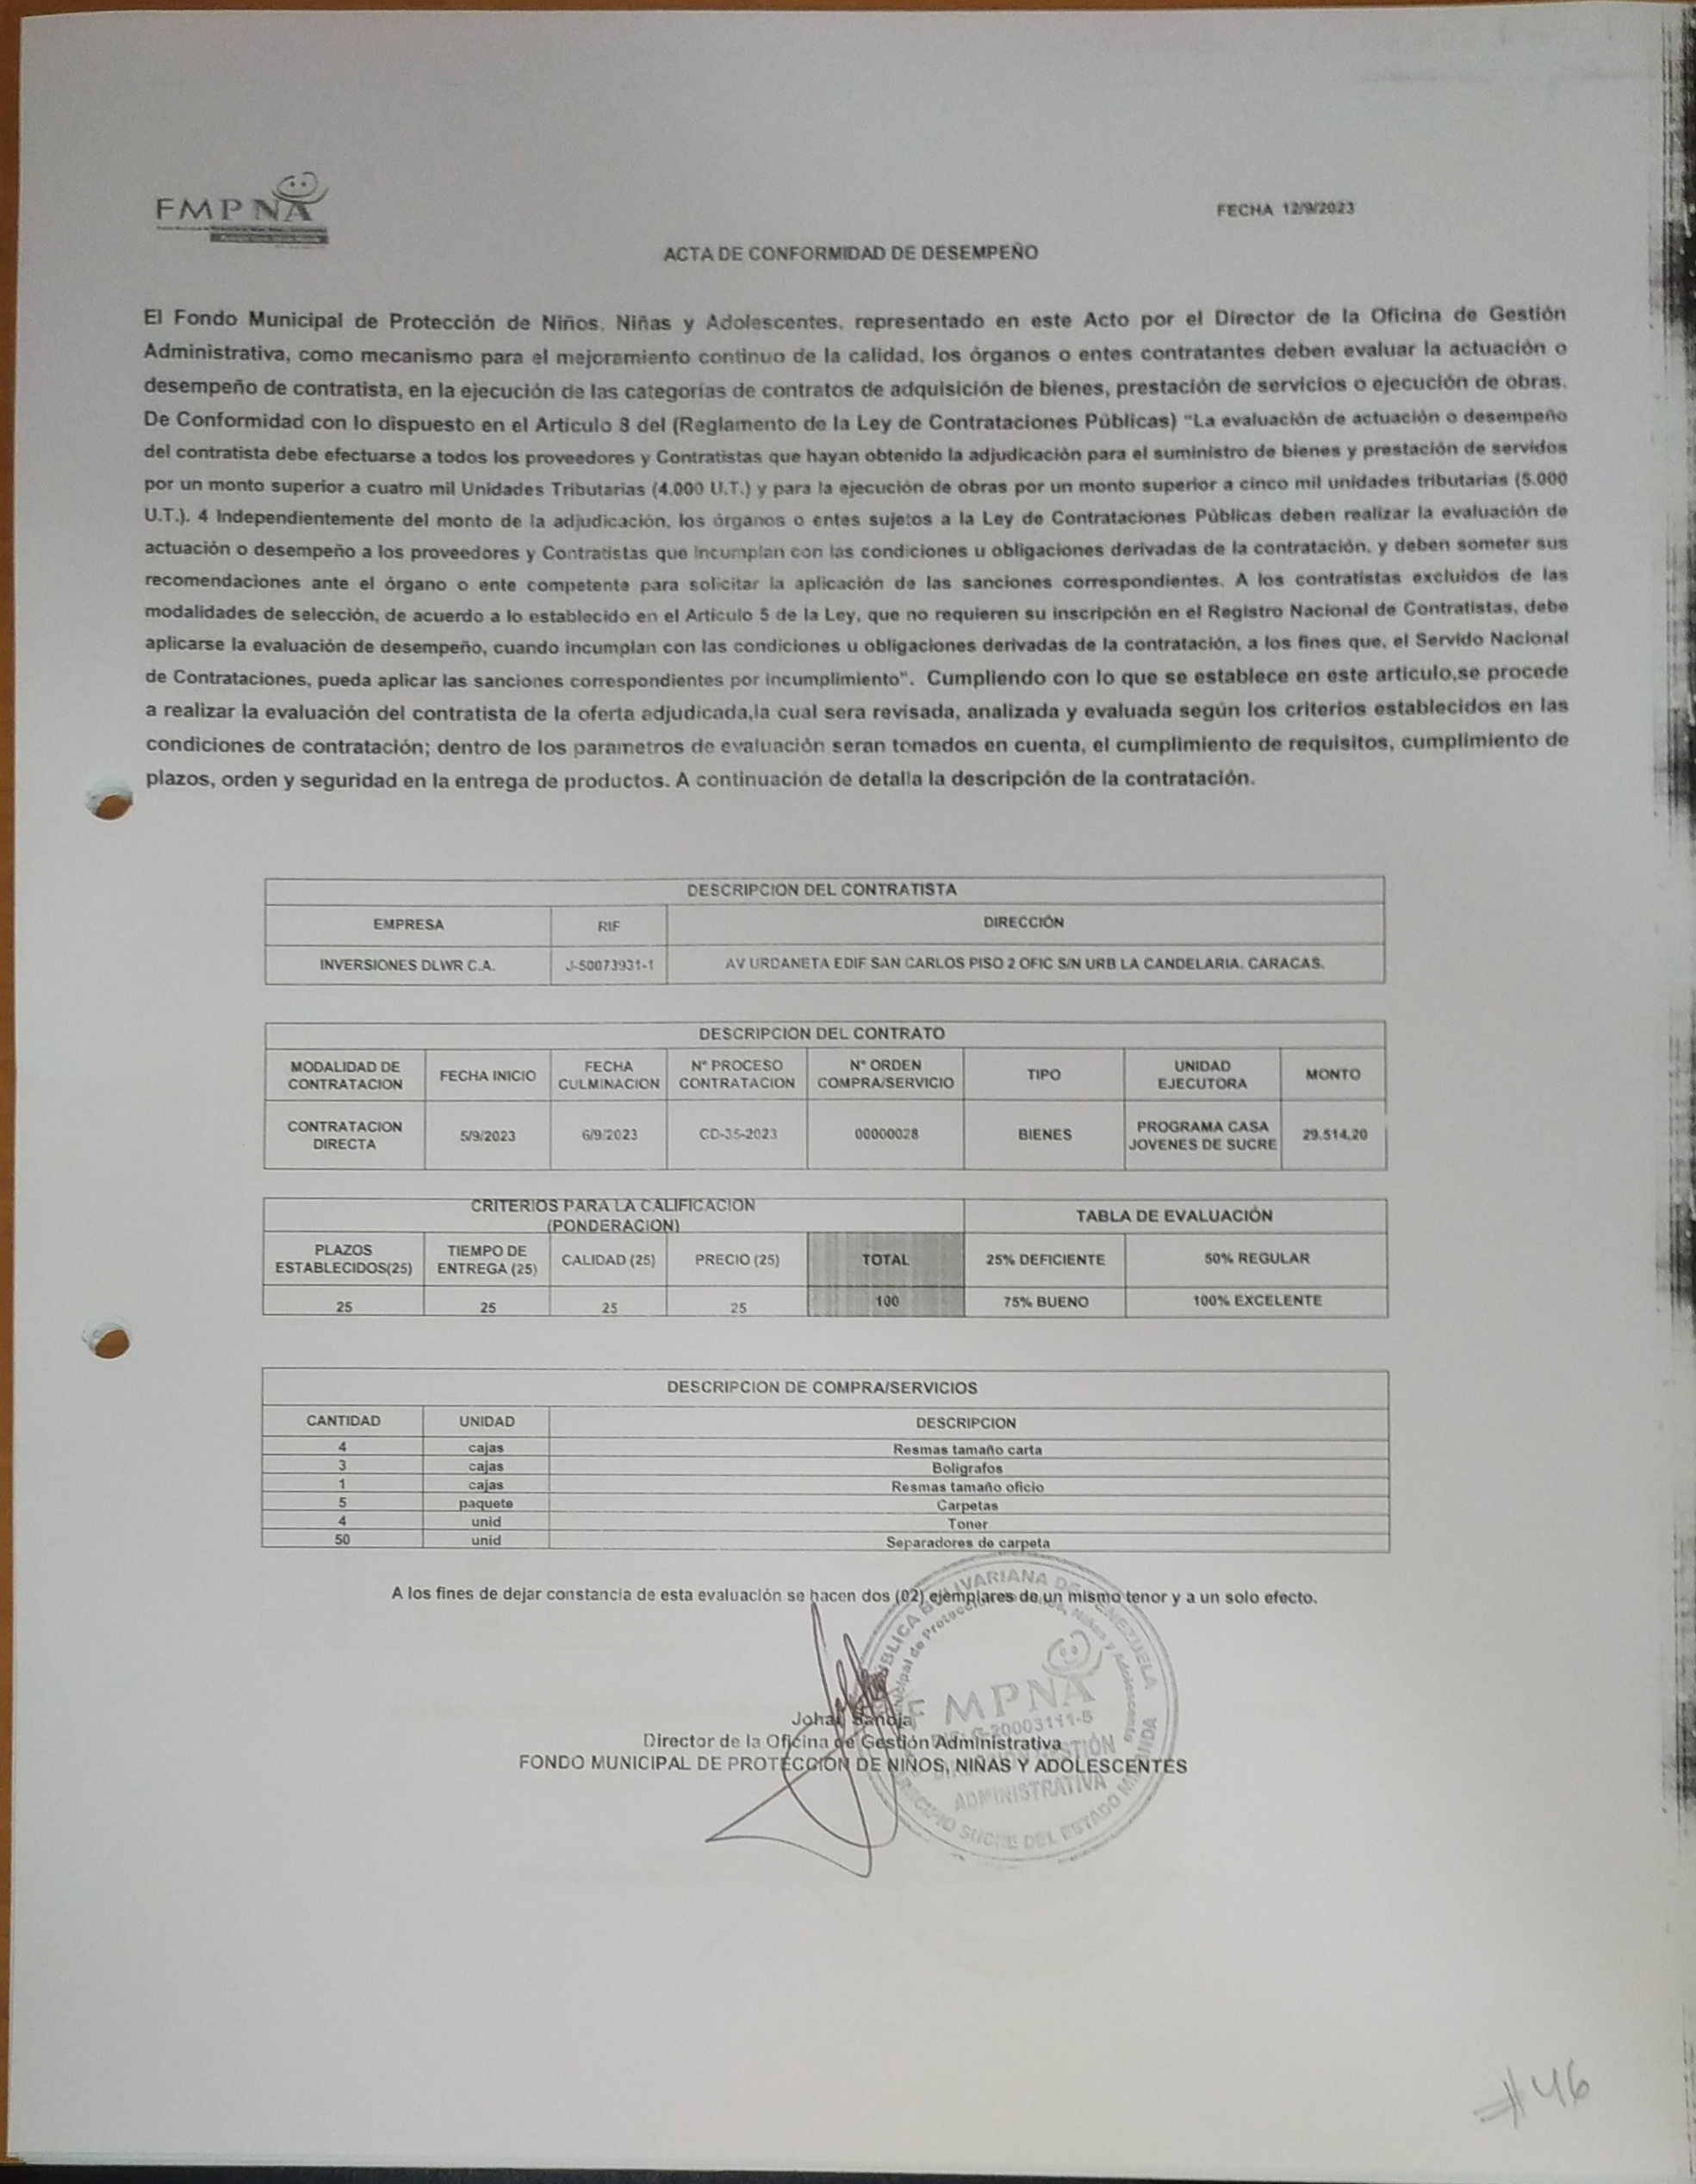 FMPNA
FECHA 12/9/2023
ACTA DE CONFORMIDAD DE DESEMPEÑO
El Fondo Municipal de Protección de Niños, Niñas y Adolescentes, representado en este Acto por el Director de la Oficina de Gestión
Administrativa, como mecanismo para el mejoramiento continuo de la calidad, los órganos o entes contratantes deben evaluar la actuación o
desempeño de contratista, en la ejecución de las categorías de contratos de adquisición de bienes, prestación de servicios o ejecución de obras.
De Conformidad con lo dispuesto en el Artículo 8 del (Reglamento de la Ley de Contrataciones Públicas) “La evaluación de actuación o desempeño
del contratista debe efectuarse a todos los proveedores y Contratistas que hayan obtenido la adjudicación para el suministro de bienes y prestación de servidos
por un monto superior a cuatro mil Unidades Tributarias (4.000 U.T.) y para la ejecución de obras por un monto superior a cinco mil unidades tributarias (5.000
U.T.). 4 Independientemente del monto de la adjudicación, los órganos o entes sujetos a la Ley de Contrataciones Públicas deben realizar la evaluación de
actuación o desempeño a los proveedores y Contratistas que Incumplan con las condiciones u obligaciones derivadas de la contratación, y deben someter sus
recomendaciones ante el órgano o ente competente para solicitar la aplicación de las sanciones correspondientes. A los contratistas excluidos de las
modalidades de selección, de acuerdo a lo establecido en el Artículo 5 de la Ley, que no requieren su inscripción en el Registro Nacional de Contratistas, debe
aplicarse la evaluación de desempeño, cuando incumplan con las condiciones u obligaciones derivadas de la contratación, a los fines que, el Servido Nacional
de Contrataciones, pueda aplicar las sanciones correspondientes por incumplimiento”. Cumpliendo con lo que se establece en este articulo,se procede
a realizar la evaluación del contratista de la oferta adjudicada,la cual sera revisada, analizada y evaluada según los criterios establecidos en las
condiciones de contratación; dentro de los parametros de evaluación seran tomados en cuenta, el cumplimiento de requisitos, cumplimiento de
plazos, orden y seguridad en la entrega de productos. A continuación de detalla la descripción de la contratación.
DESCRIPCION DEL CONTRATISTA
EMPRESA RIF DIRECCIÓN
INVERSIONES DLWR C.A. J-50073931-1 AV URDANETA EDIF SAN CARLOS PISO 2 OFIC S/N URB LA CANDELARIA. CARACAS.
DESCRIPCION DEL CONTRATO
MODALIDAD DE CONTRATACION FECHA INICIO FECHA CULMINACION N° PROCESO CONTRATACION N° ORDEN COMPRA/SERVICIO TIPO UNIDAD EJECUTORA MONTO
CONTRATACION DIRECTA 5/9/2023 6/9/2023 CD-35-2023 00000028 BIENES PROGRAMA CASA JOVENES DE SUCRE 29.514,20
CRITERIOS PARA LA CALIFICACION
(PONDERACION)
TABLA DE EVALUACIÓN
PLAZOS ESTABLECIDOS(25) TIEMPO DE ENTREGA (25) CALIDAD (25) PRECIO (25) TOTAL 25% DEFICIENTE 50% REGULAR
25 25 25 25 100 75% BUENO 100% EXCELENTE
DESCRIPCION DE COMPRA/SERVICIOS
CANTIDAD UNIDAD DESCRIPCION
4 cajas Resmas tamaño carta
3 cajas Boligrafos
1 cajas Resmas tamaño oficio
5 paquete Carpetas
4 unid Toner
50 unid Separadores de carpeta
A los fines de dejar constancia de esta evaluación se hacen dos (02) ejemplares de un mismo tenor y a un solo efecto.
Johan Sanoja
Director de la Oficina de Gestión Administrativa
FONDO MUNICIPAL DE PROTECCIÓN DE NIÑOS, NIÑAS Y ADOLESCENTES
FMPNA
G-20003111-5
GESTIÓN
ADMINISTRATIVA
MUNICIPIO SUCRE DEL ESTADO MIRANDA
#46